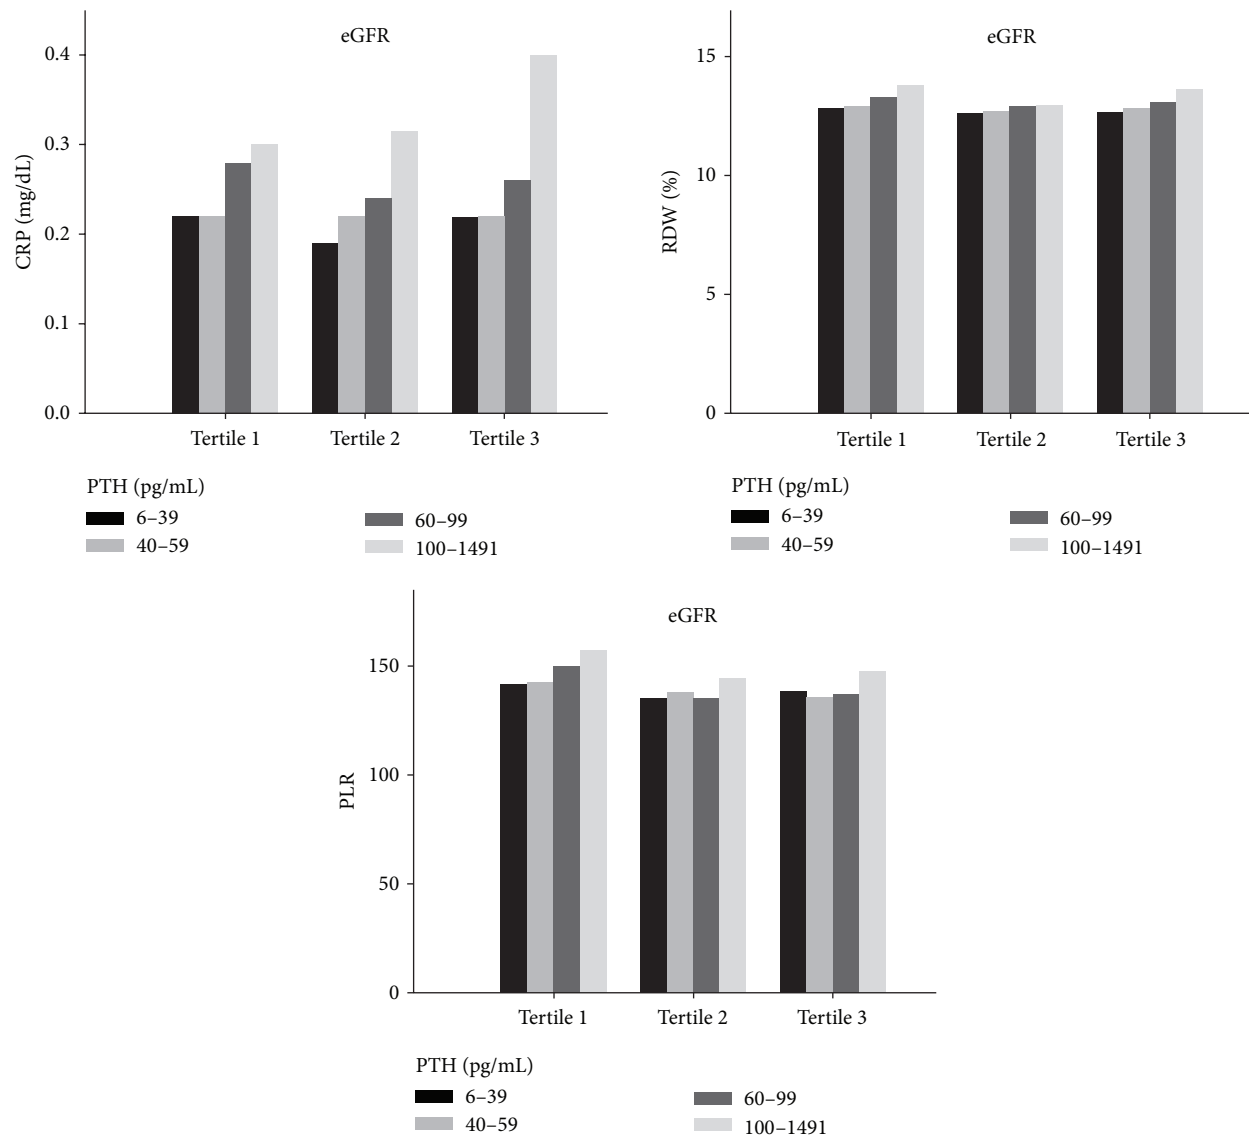 eGFR
CRP (mg/dL)
0.4
0.3
0.2
0.1
0.0
Tertile 1
Tertile 2
Tertile 3
PTH (pg/mL)
6–39
60–99
40–59
100–1491
eGFR
RDW (%)
15
10
5
0
Tertile 1
Tertile 2
Tertile 3
PTH (pg/mL)
6–39
60–99
40–59
100–1491
eGFR
PLR
150
100
50
0
Tertile 1
Tertile 2
Tertile 3
PTH (pg/mL)
6–39
60–99
40–59
100–1491